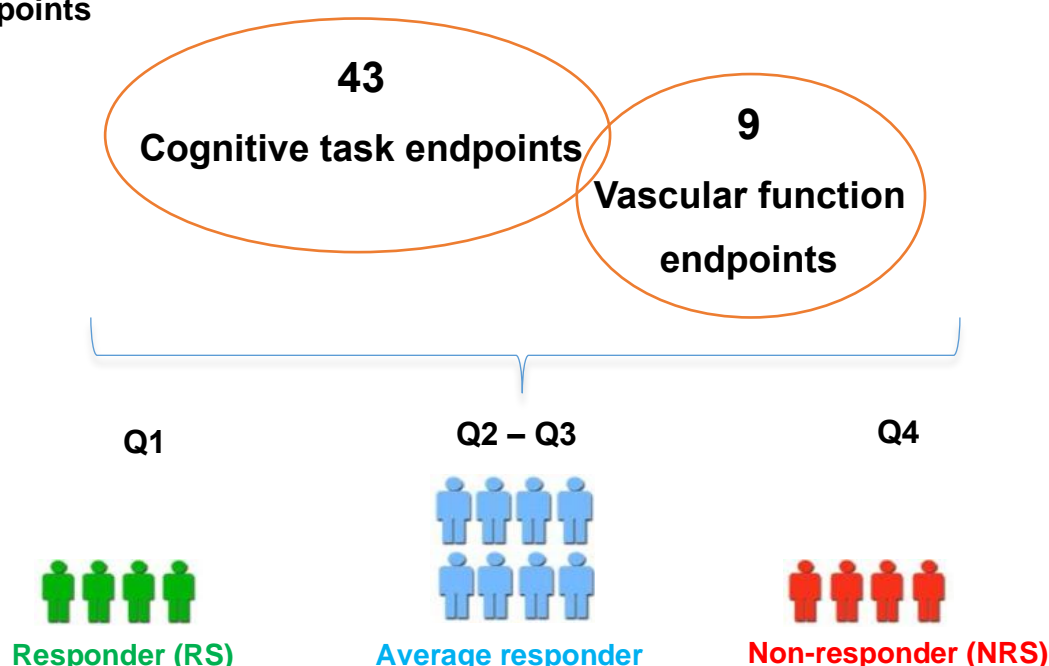 points
43
Cognitive task endpoints
9
Vascular function
endpoints
Q1
Q2 – Q3
Q4
Responder (RS)
Average responder
Non-responder (NRS)